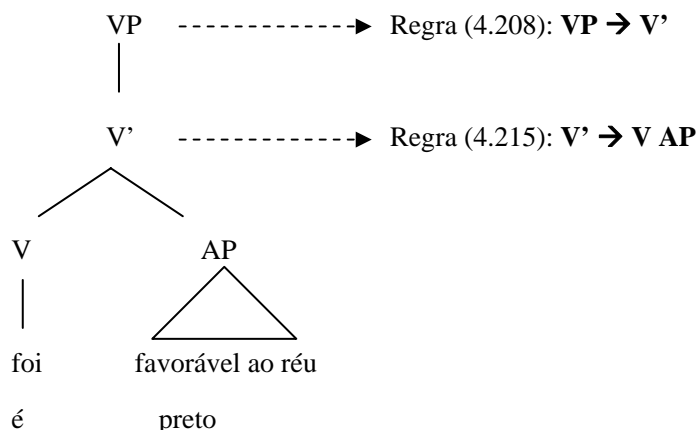 VP Regra (4.208): VP → V’
V’ Regra (4.215): V’ → V AP
V AP
foi favorável ao réu
é preto